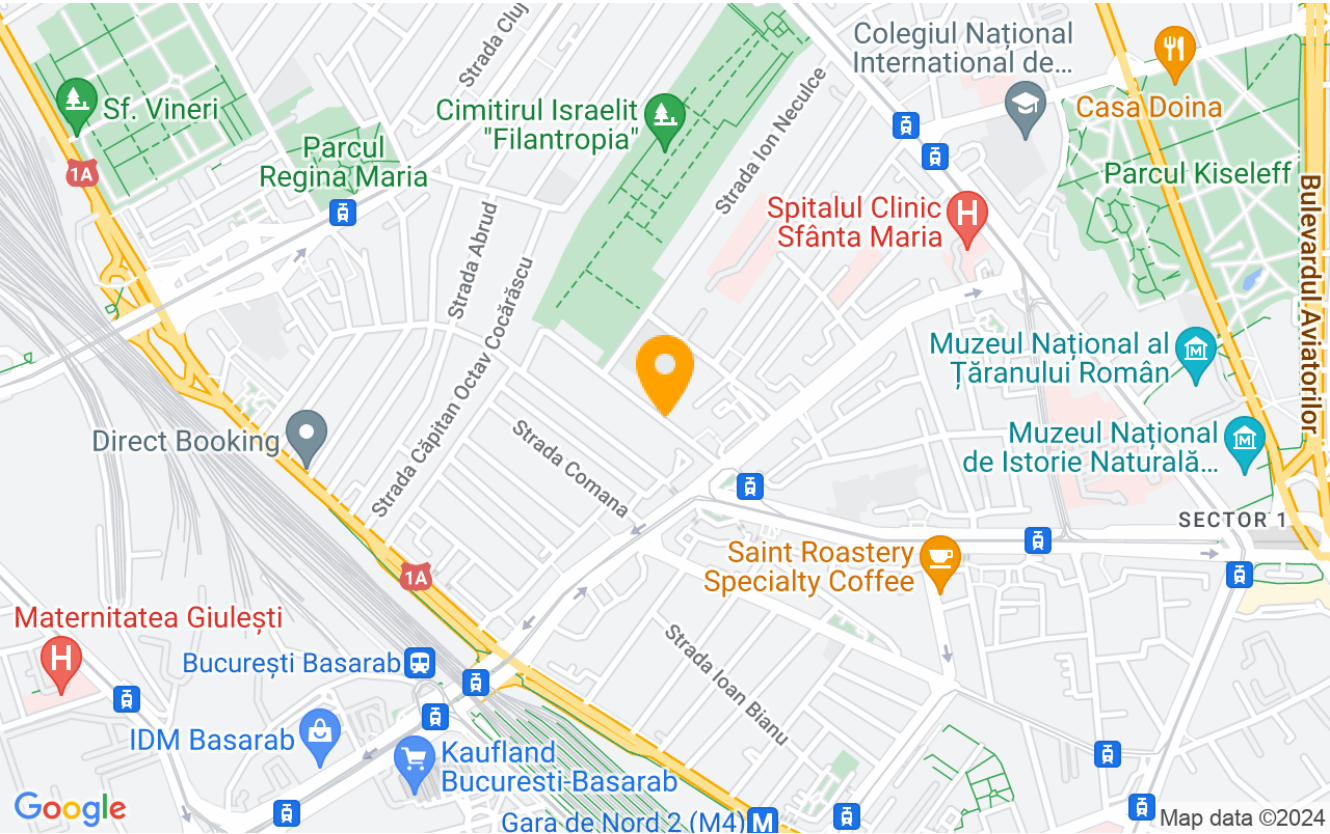 Strada Cluj
Colegiul Național
Internațional de...
Sf. Vineri
Cimitirul Israelit
"Filantropia"
Strada Ion Neculce
Casa Doina
Parcul
Regina Maria
1A
Parcul Kiseleff
Bulevardul Aviatorilor
Spitalul Clinic
Sfânta Maria
H
Strada Abrud
Strada Căpitan Octav Cocărăscu
Muzeul Național al
Țăranului Român
M
Direct Booking
Strada Comana
Muzeul Național
de Istorie Naturală...
M
SECTOR 1
Saint Roastery
Specialty Coffee
1A
Maternitatea Giulești
H
București Basarab
Strada Ioan Bianu
IDM Basarab
Kaufland
Bucuresti-Basarab
Google
Gara de Nord 2 (M4)
M
Map data ©2024